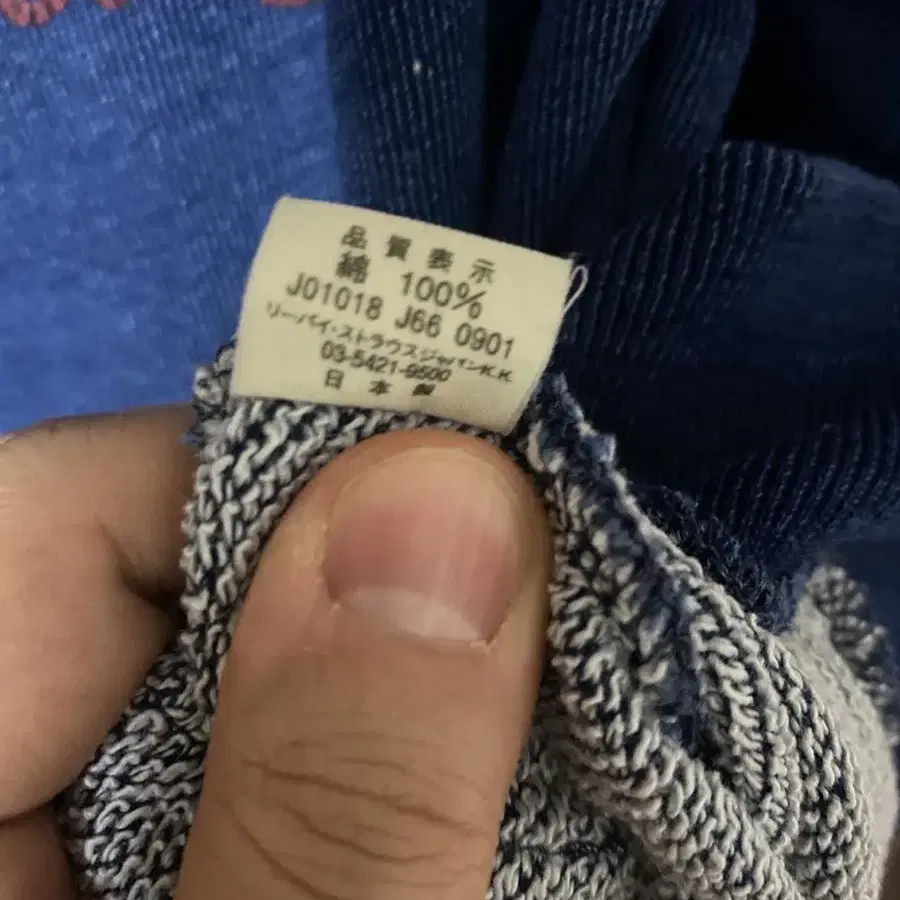 品質表示
綿 100%
J01018 J66 0901
リーバイ・ストラウスジャパンK.K.
03-5421-9500
日本製